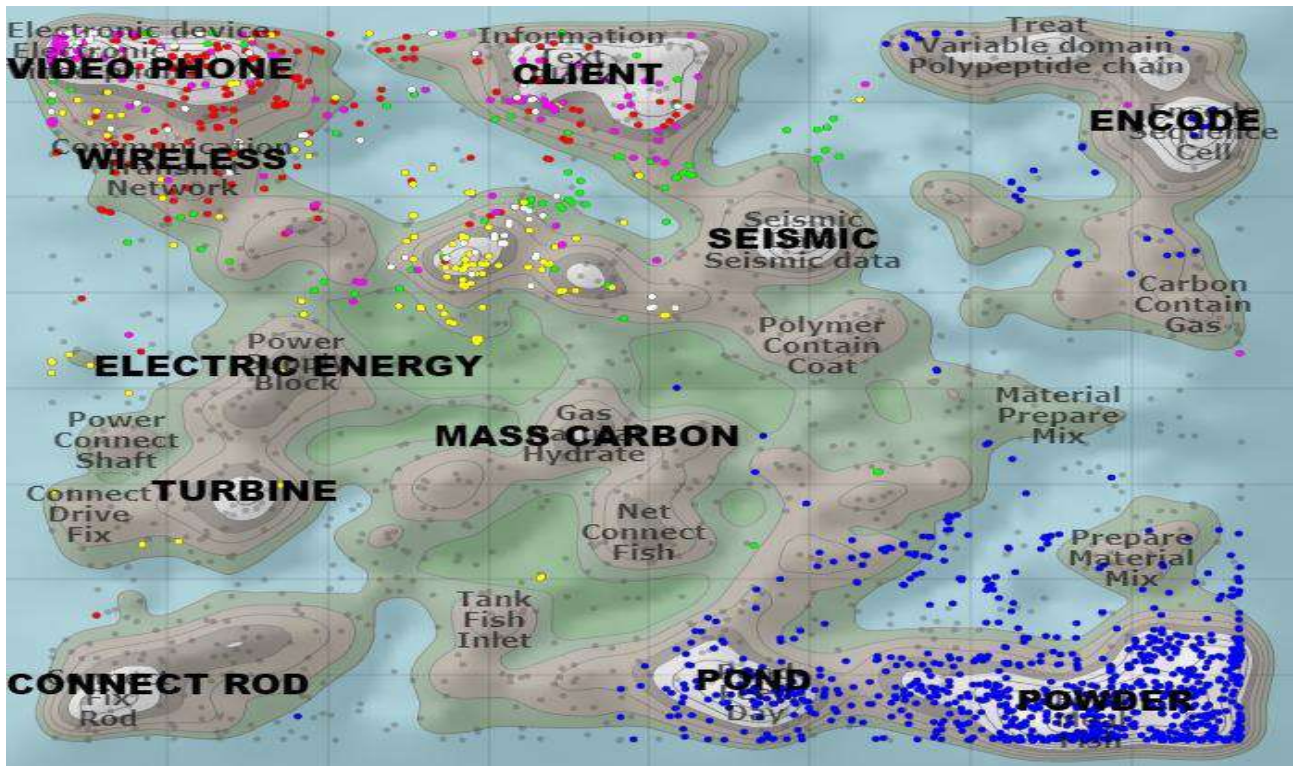 Electronic device
VIDEO PHONE
Information
Text
CLIENT
Treat
Variable domain
Polypeptide chain
ENCODE
Sequence
Cell
WIRELESS
Network
Seismic
SEISMIC
Seismic data
Carbon
Contain
Gas
Polymer
Contain
Coat
Power
Block
ELECTRIC ENERGY
Material
Prepare
Mix
Power
Connect
Shaft
Gas
MASS CARBON
Hydrate
Connect
Drive
Fix
TURBINE
Net
Connect
Fish
Prepare
Material
Mix
Tank
Fish
Inlet
CONNECT ROD
Fix
Rod
POND
Day
POWDER
Fish